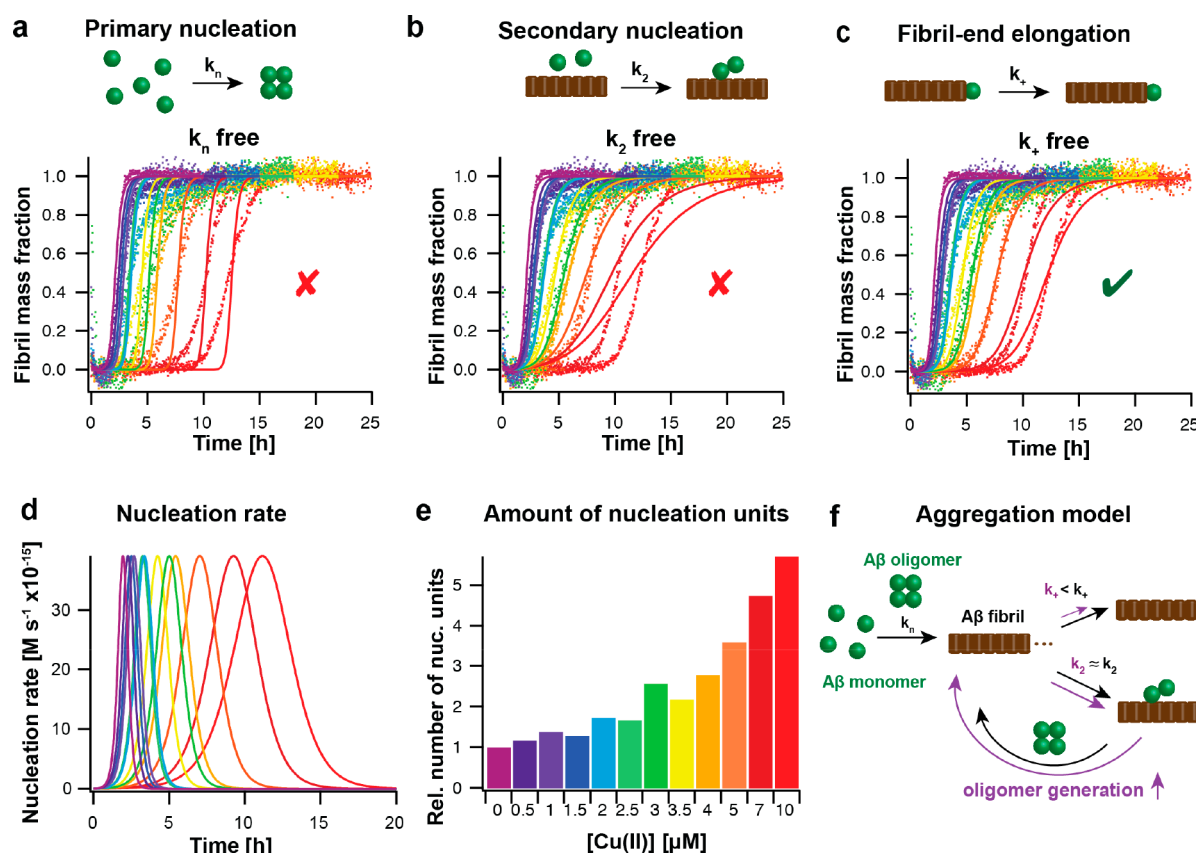 a
Primary nucleation
kn
kn free
Fibril mass fraction
1.0
0.8
0.6
0.4
0.2
0.0
0 5 10 15 20 25
Time [h]
b
Secondary nucleation
k2
k2 free
Fibril mass fraction
1.0
0.8
0.6
0.4
0.2
0.0
0 5 10 15 20 25
Time [h]
c
Fibril-end elongation
k+
k+ free
Fibril mass fraction
1.0
0.8
0.6
0.4
0.2
0.0
0 5 10 15 20 25
Time [h]
d
Nucleation rate
Nucleation rate [M s-1 x10-15]
30
20
10
0
0 5 10 15 20
Time [h]
e
Amount of nucleation units
Rel. number of nuc. units
5
4
3
2
1
0
0 0.5 1 1.5 2 2.5 3 3.5 4 5 7 10
[Cu(II)] [µM]
f
Aggregation model
Aβ oligomer
k+ < k+
Aβ fibril
kn
Aβ monomer
k2 ≈ k2
oligomer generation